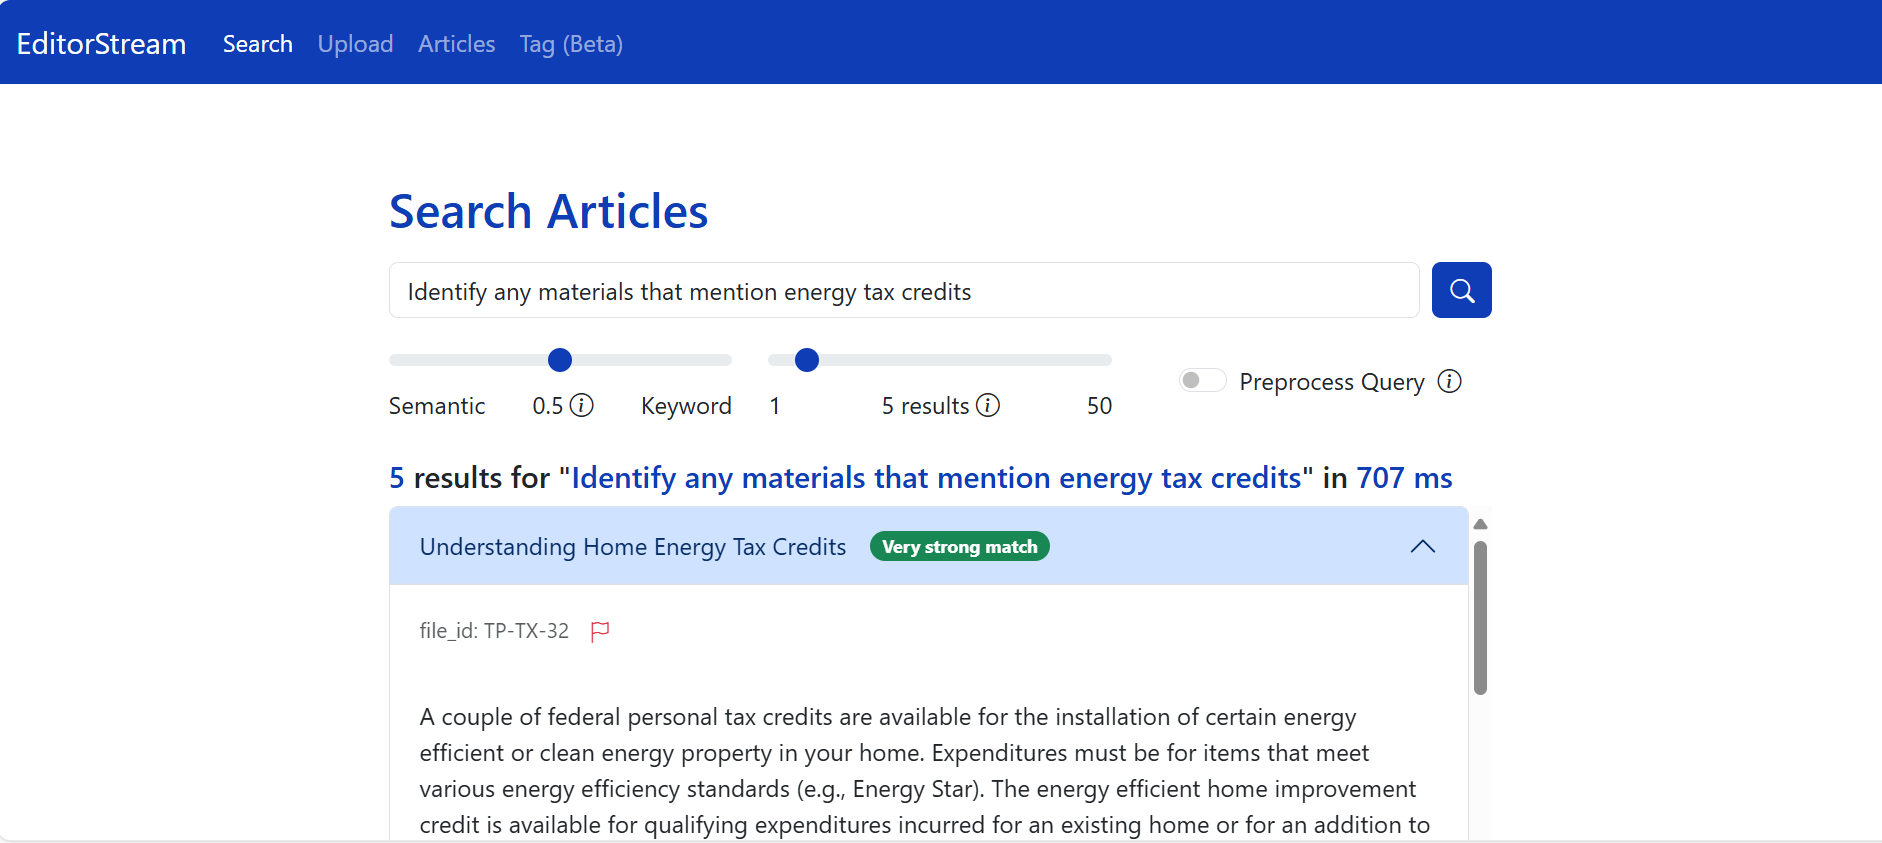 EditorStream Search Upload Articles Tag (Beta)
Search Articles
Identify any materials that mention energy tax credits
Semantic 0.5 Keyword 1 5 results 50 Preprocess Query
5 results for "Identify any materials that mention energy tax credits" in 707 ms
Understanding Home Energy Tax Credits Very strong match
file_id: TP-TX-32
A couple of federal personal tax credits are available for the installation of certain energy
efficient or clean energy property in your home. Expenditures must be for items that meet
various energy efficiency standards (e.g., Energy Star). The energy efficient home improvement
credit is available for qualifying expenditures incurred for an existing home or for an addition to